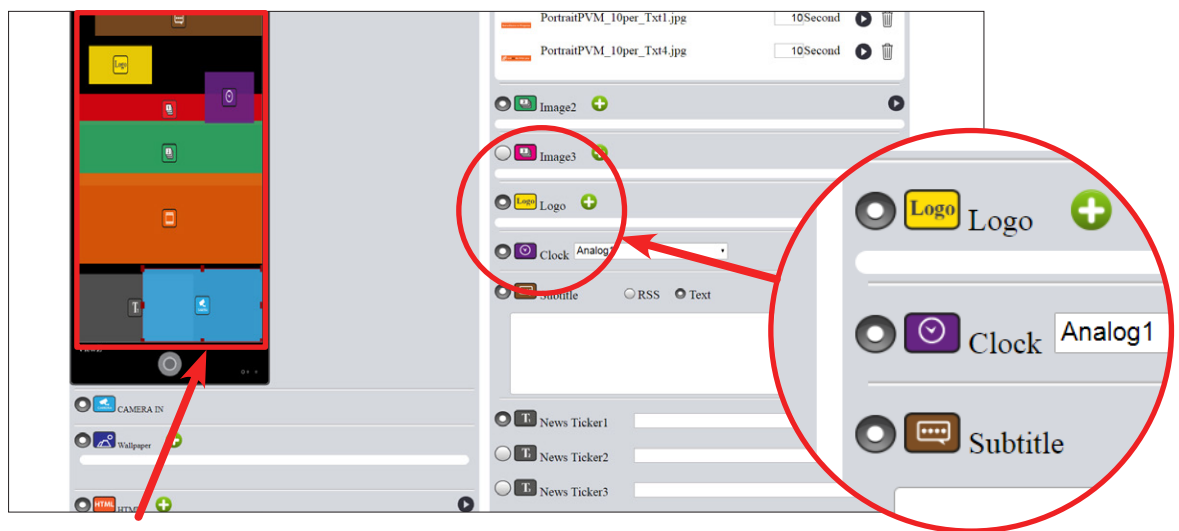 PortraitPVM_10per_Txt1.jpg 10Second
PortraitPVM_10per_Txt4.jpg 10Second
Logo
Image2
Image3
Logo Logo
Clock Analog1
Subtitle RSS Text
News Ticker1
News Ticker2
News Ticker3
CAMERA IN
Wallpaper
HTML
Logo Logo
Clock Analog1
Subtitle